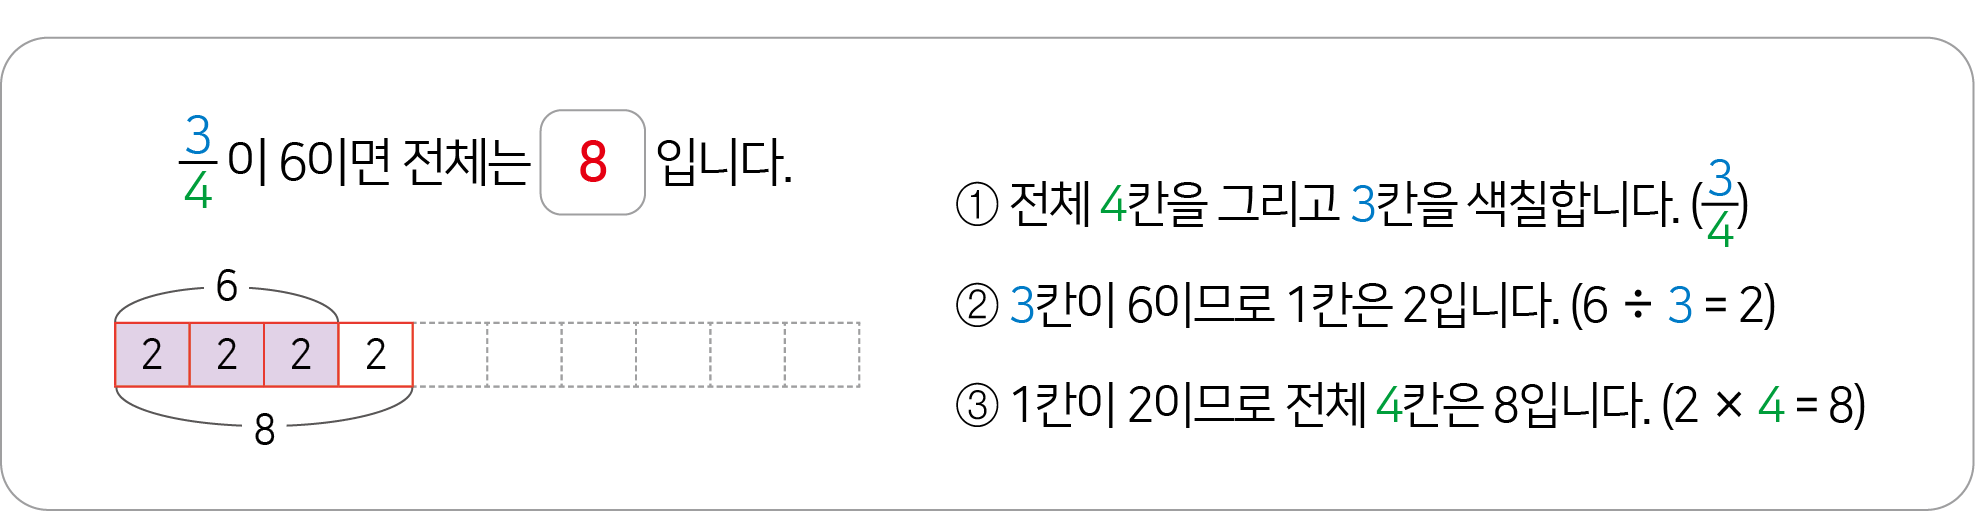 3/4 이 6이면 전체는 8 입니다.
6
2 2 2 2
8
① 전체 4칸을 그리고 3칸을 색칠합니다. (3/4)
② 3칸이 6이므로 1칸은 2입니다. (6 ÷ 3 = 2)
③ 1칸이 2이므로 전체 4칸은 8입니다. (2 × 4 = 8)